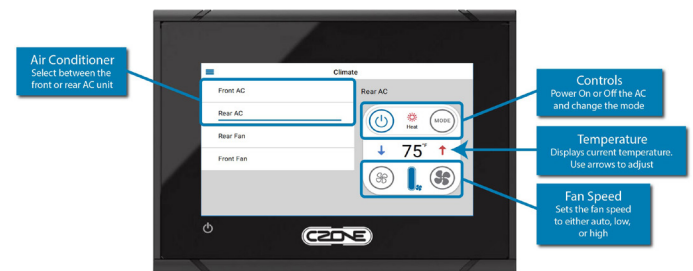 Air Conditioner
Select between the
front or rear AC unit
Climate
Front AC
Rear AC
Rear Fan
Front Fan
Rear AC
Heat
MODE
75°F
CZONE
Controls
Power On or Off the AC
and change the mode
Temperature
Displays current temperature.
Use arrows to adjust
Fan Speed
Sets the fan speed
to either auto, low,
or high